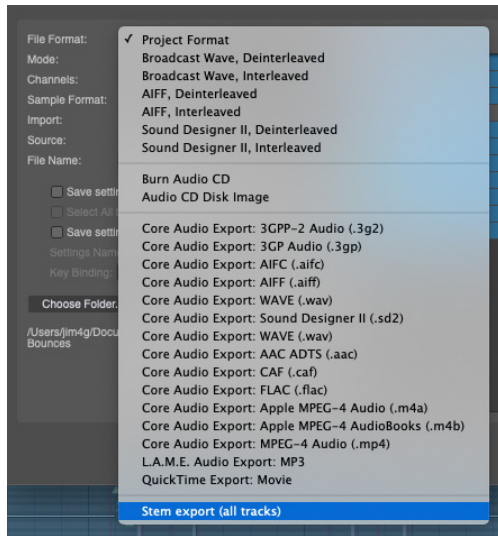 File Format:
✓ Project Format
Mode:
Broadcast Wave, Deinterleaved
Channels:
Broadcast Wave, Interleaved
Sample Format:
AIFF, Deinterleaved
AIFF, Interleaved
Import:
Sound Designer II, Deinterleaved
Source:
Sound Designer II, Interleaved
File Name:
Burn Audio CD
Save settin
Audio CD Disk Image
Select All
Save settin
Core Audio Export: 3GPP-2 Audio (.3g2)
Settings Nam
Core Audio Export: 3GP Audio (.3gp)
Key Binding:
Core Audio Export: AIFC (.aifc)
Core Audio Export: AIFF (.aiff)
Choose Folder.
Core Audio Export: WAVE (.wav)
Core Audio Export: Sound Designer II (.sd2)
/Users/jim4g/Docu
Core Audio Export: WAVE (.wav)
Bounces
Core Audio Export: AAC ADTS (.aac)
Core Audio Export: CAF (.caf)
Core Audio Export: FLAC (.flac)
Core Audio Export: Apple MPEG-4 Audio (.m4a)
Core Audio Export: Apple MPEG-4 AudioBooks (.m4b)
Core Audio Export: MPEG-4 Audio (.mp4)
L.A.M.E. Audio Export: MP3
QuickTime Export: Movie
Stem export (all tracks)